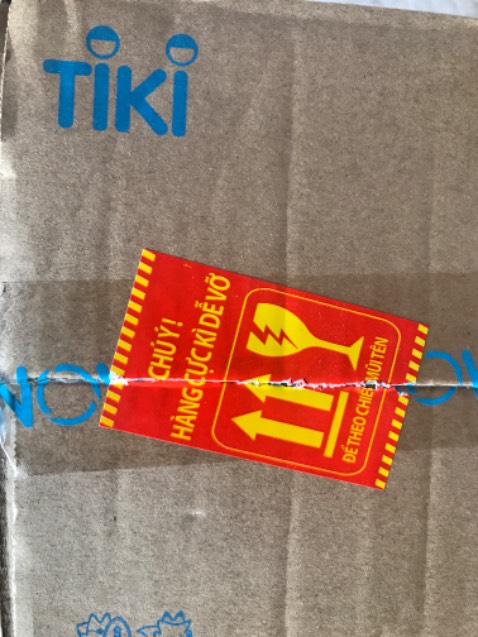 TiKi
CHÚ Ý!
HÀNG CỰC KÌ DỄ VỠ
ĐỂ THEO CHIỀU MŨI TÊN